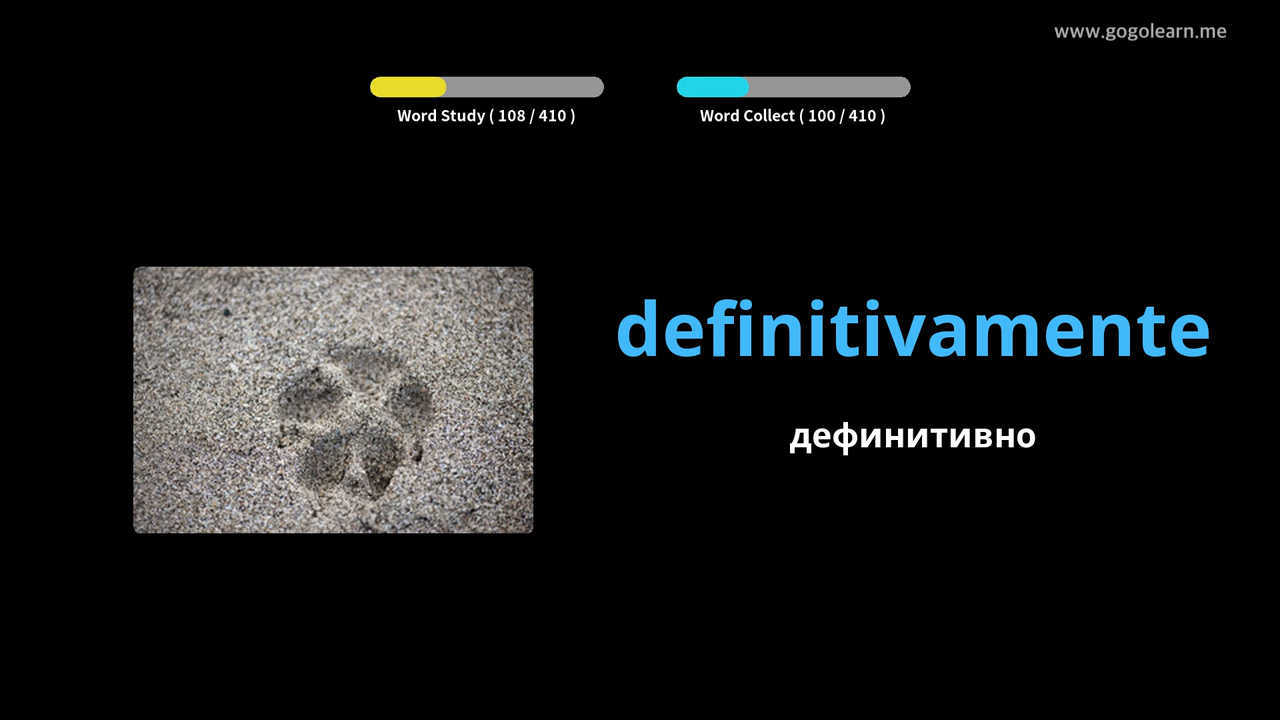 www.gogolearn.me
Word Study ( 108 / 410 )
Word Collect ( 100 / 410 )
definitivamente
дефинитивно